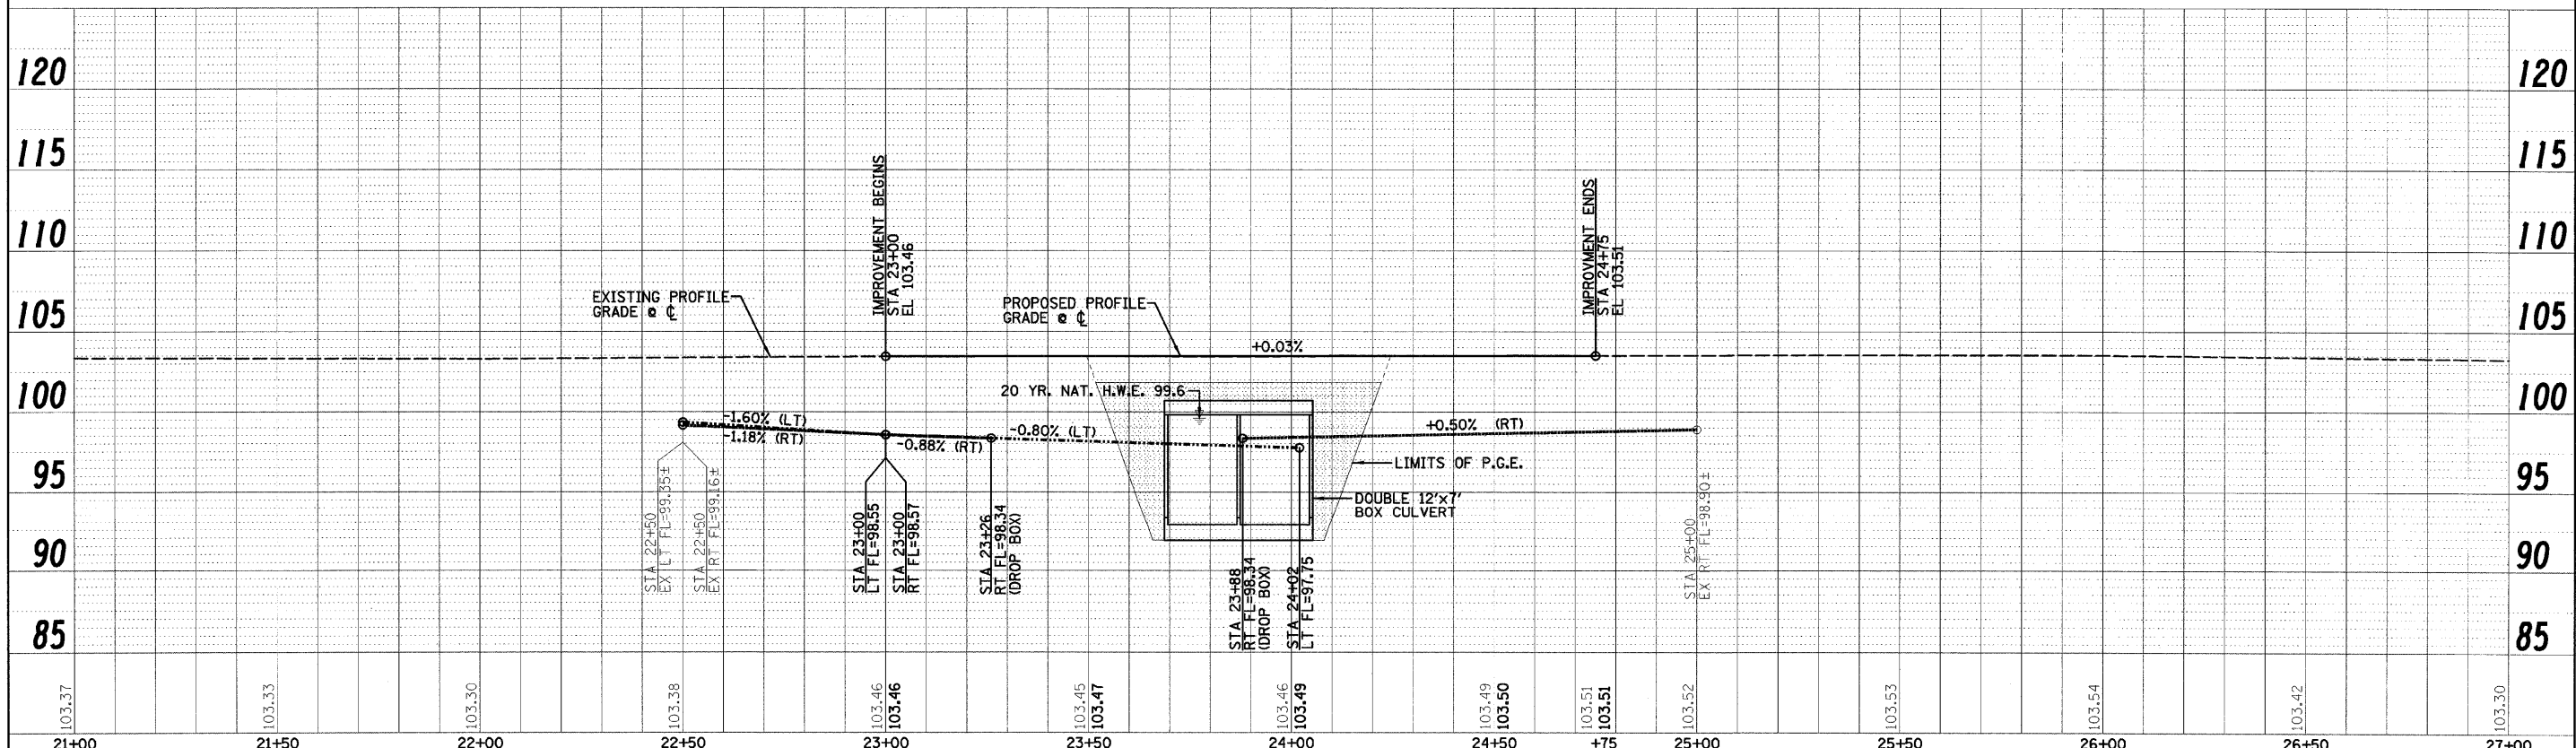 120
120
115
115
110
110
105
105
100
100
95
95
90
90
85
85
EXISTING PROFILE
GRADE @ ℄
IMPROVEMENT BEGINS
STA 23+00
EL 103.46
PROPOSED PROFILE
GRADE @ ℄
+0.03%
IMPROVMENT ENDS
STA 24+75
EL 103.51
20 YR. NAT. H.W.E. 99.6
-1.60% (LT)
-1.18% (RT)
-0.88% (RT)
-0.80% (LT)
+0.50% (RT)
LIMITS OF P.G.E.
DOUBLE 12'x7'
BOX CULVERT
STA 22+50
EX LT FL=99.35±
STA 22+50
EX RT FL=99.16±
STA 23+00
LT FL=98.55
STA 23+00
RT FL=98.57
STA 23+26
RT FL=98.34
(DROP BOX)
STA 23+88
RT FL=98.34
(DROP BOX)
STA 24+02
LT FL=97.75
STA 25+00
EX RT FL=98.90±
103.37
103.33
103.30
103.38
103.46
103.46
103.45
103.47
103.46
103.49
103.49
103.50
103.51
103.51
103.52
103.53
103.54
103.42
103.30
21+00
21+50
22+00
22+50
23+00
23+50
24+00
24+50
+75
25+00
25+50
26+00
26+50
27+00